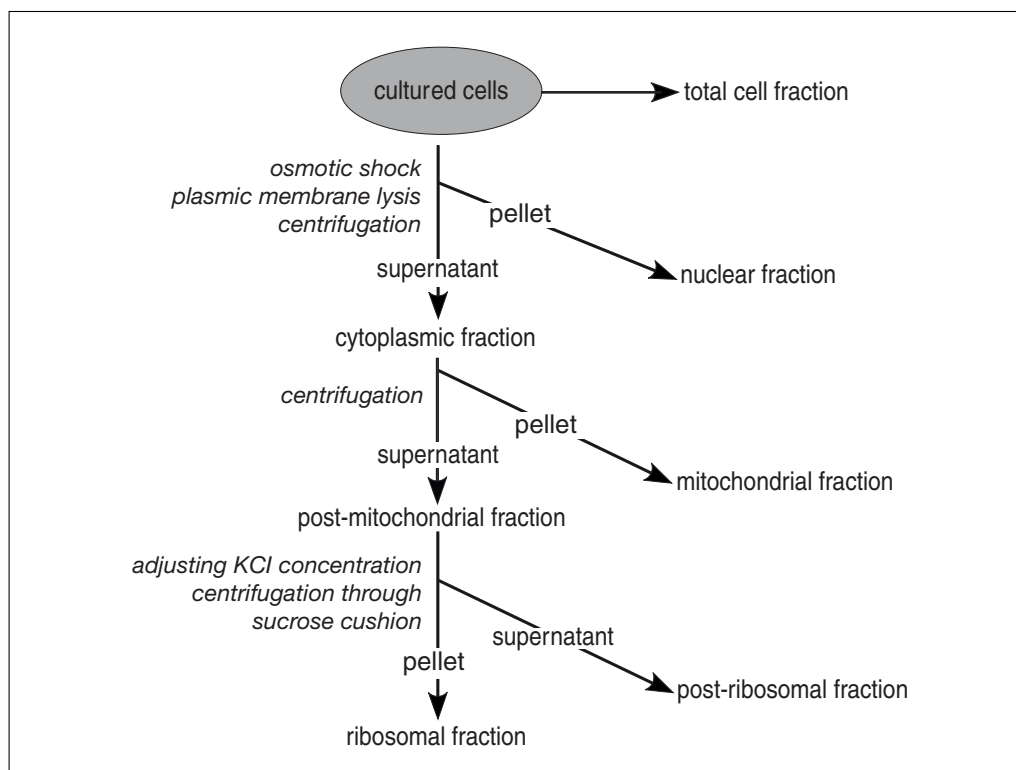 cultured cells
total cell fraction
osmotic shock
plasmic membrane lysis
centrifugation
pellet
supernatant
nuclear fraction
cytoplasmic fraction
centrifugation
pellet
supernatant
mitochondrial fraction
post-mitochondrial fraction
adjusting KCl concentration
centrifugation through
sucrose cushion
supernatant
pellet
post-ribosomal fraction
ribosomal fraction